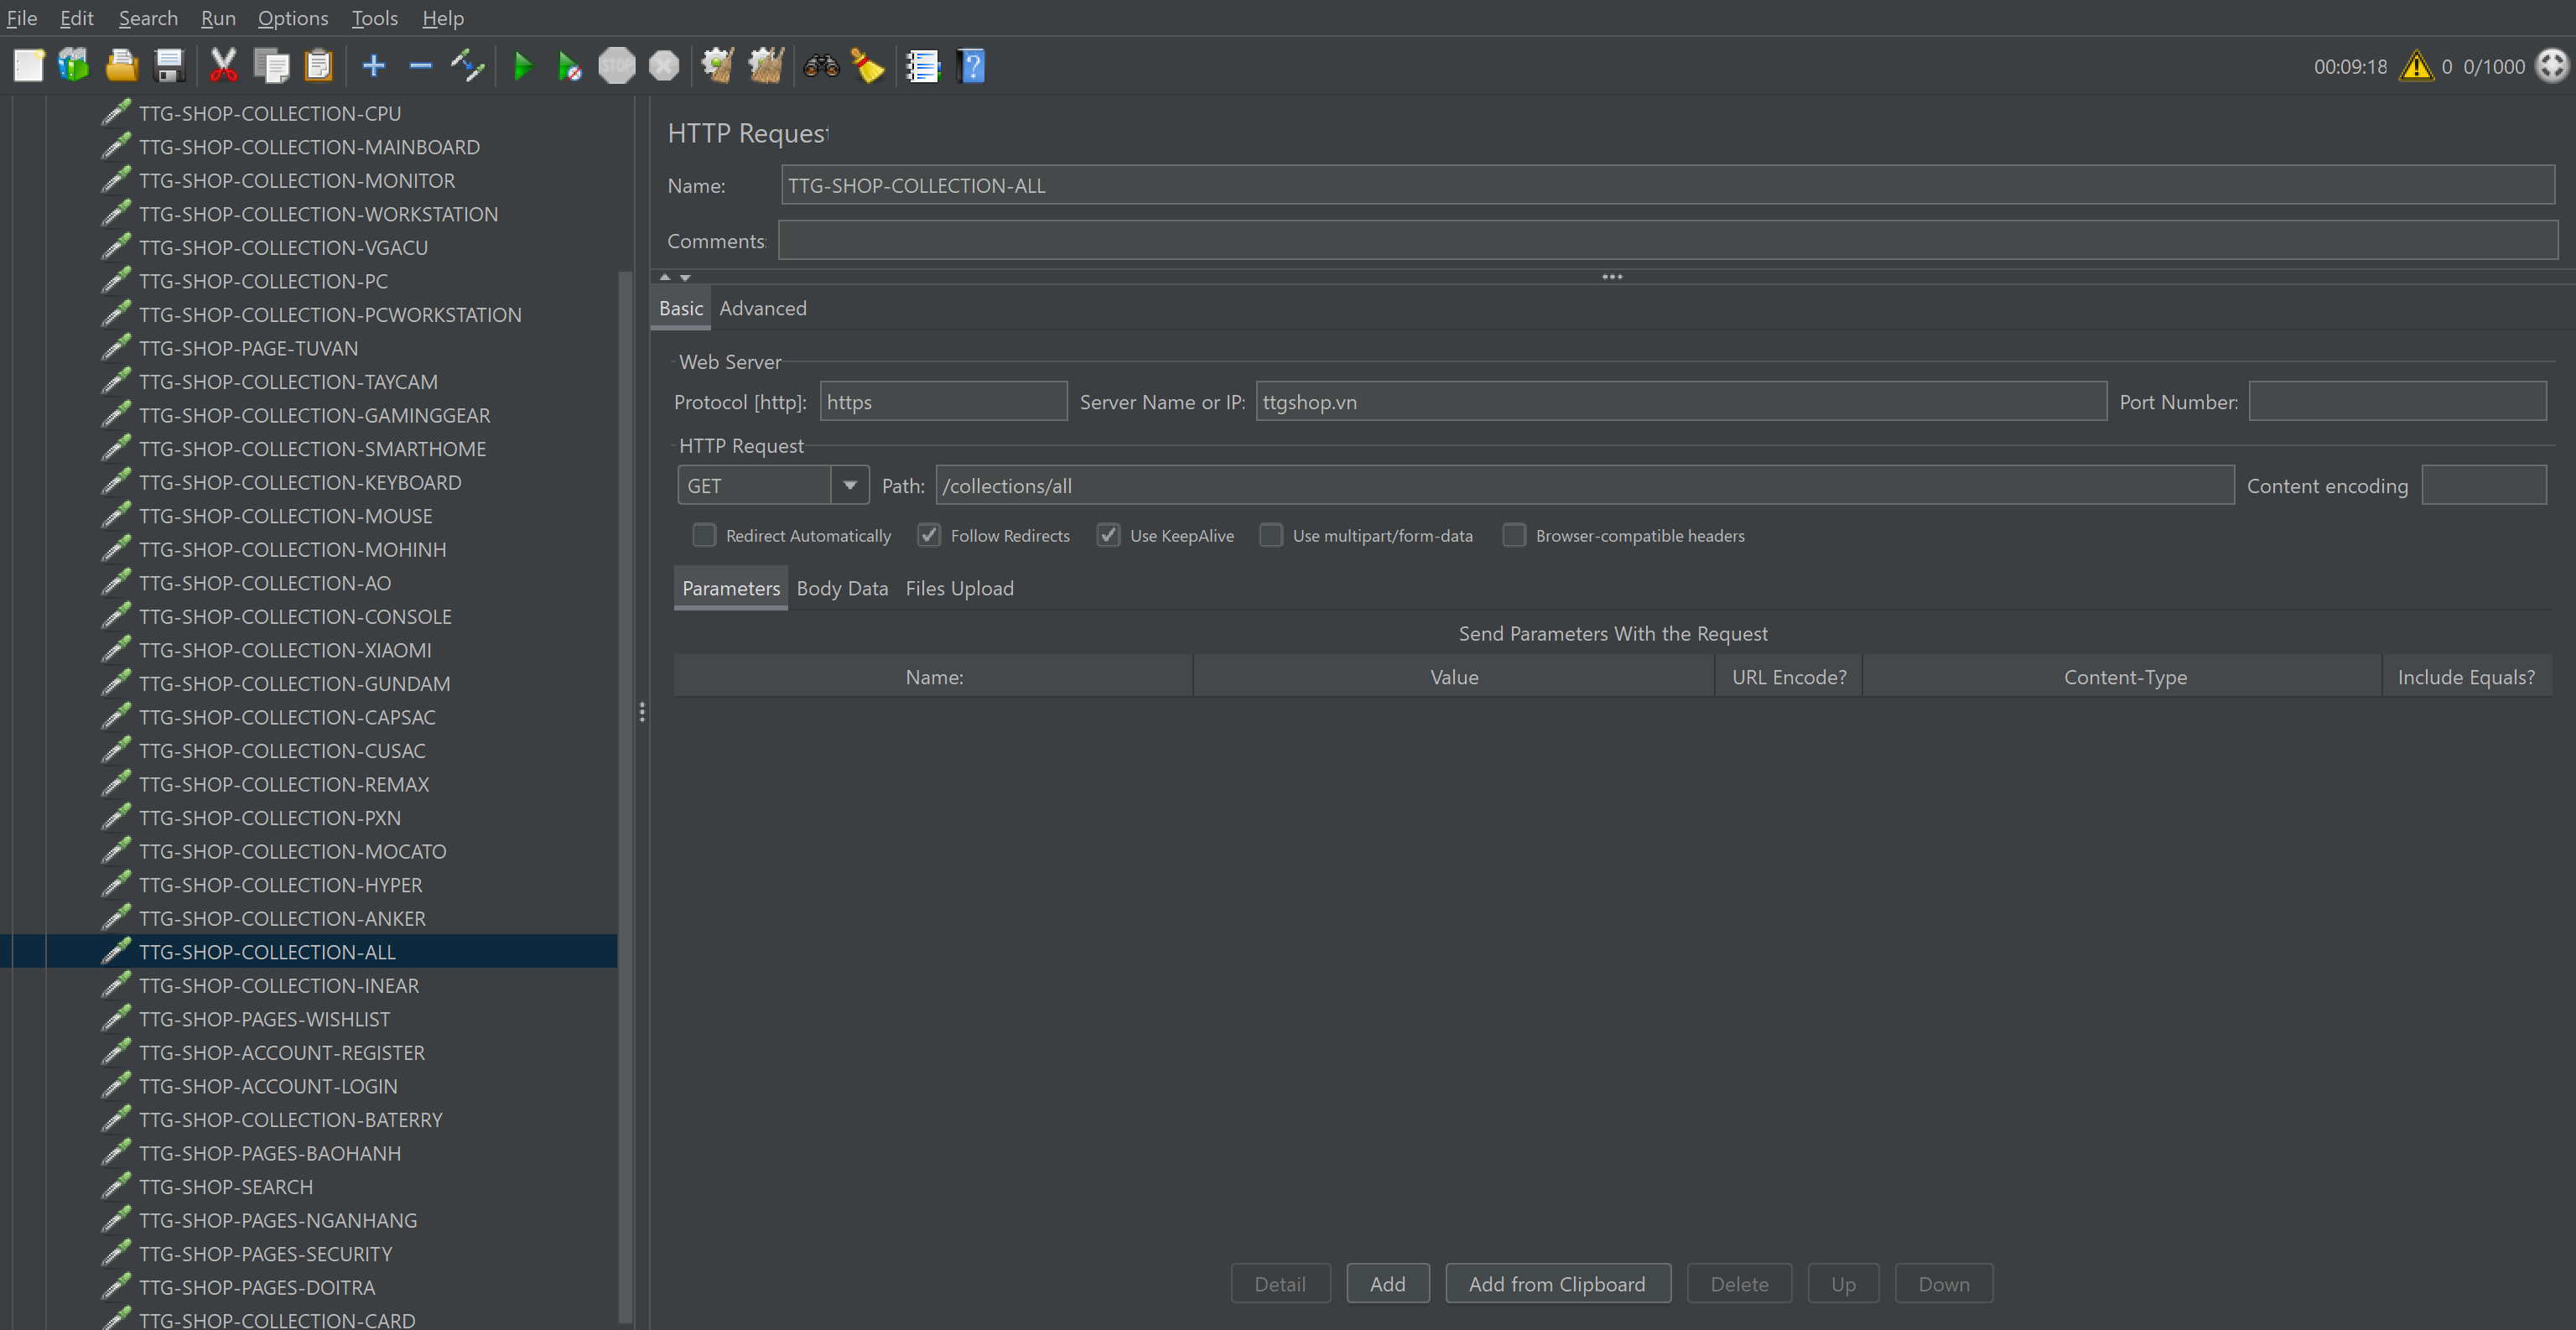 File Edit Search Run Options Tools Help
STOP
00:09:18 0 0/1000
TTG-SHOP-COLLECTION-CPU
TTG-SHOP-COLLECTION-MAINBOARD
TTG-SHOP-COLLECTION-MONITOR
TTG-SHOP-COLLECTION-WORKSTATION
TTG-SHOP-COLLECTION-VGACU
TTG-SHOP-COLLECTION-PC
TTG-SHOP-COLLECTION-PCWORKSTATION
TTG-SHOP-PAGE-TUVAN
TTG-SHOP-COLLECTION-TAYCAM
TTG-SHOP-COLLECTION-GAMINGGEAR
TTG-SHOP-COLLECTION-SMARTHOME
TTG-SHOP-COLLECTION-KEYBOARD
TTG-SHOP-COLLECTION-MOUSE
TTG-SHOP-COLLECTION-MOHINH
TTG-SHOP-COLLECTION-AO
TTG-SHOP-COLLECTION-CONSOLE
TTG-SHOP-COLLECTION-XIAOMI
TTG-SHOP-COLLECTION-GUNDAM
TTG-SHOP-COLLECTION-CAPSAC
TTG-SHOP-COLLECTION-CUSAC
TTG-SHOP-COLLECTION-REMAX
TTG-SHOP-COLLECTION-PXN
TTG-SHOP-COLLECTION-MOCATO
TTG-SHOP-COLLECTION-HYPER
TTG-SHOP-COLLECTION-ANKER
TTG-SHOP-COLLECTION-ALL
TTG-SHOP-COLLECTION-INEAR
TTG-SHOP-PAGES-WISHLIST
TTG-SHOP-ACCOUNT-REGISTER
TTG-SHOP-ACCOUNT-LOGIN
TTG-SHOP-COLLECTION-BATERRY
TTG-SHOP-PAGES-BAOHANH
TTG-SHOP-SEARCH
TTG-SHOP-PAGES-NGANHANG
TTG-SHOP-PAGES-SECURITY
TTG-SHOP-PAGES-DOITRA
TTG-SHOP-COLLECTION-CARD
HTTP Request
Name: TTG-SHOP-COLLECTION-ALL
Comments:
Basic Advanced
Web Server
Protocol [http]: https Server Name or IP: ttgshop.vn Port Number:
HTTP Request
GET Path: /collections/all Content encoding
Redirect Automatically Follow Redirects Use KeepAlive Use multipart/form-data Browser-compatible headers
Parameters Body Data Files Upload
Send Parameters With the Request
Name: Value URL Encode? Content-Type Include Equals?
Detail Add Add from Clipboard Delete Up Down